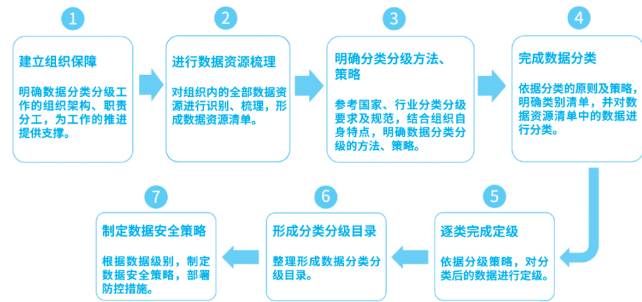 1
建立组织保障
明确数据分类分级工
作的组织架构、职责
分工，为工作的推进
提供支撑。
2
进行数据资源梳理
对组织内的全部数据资
源进行识别、梳理，形
成数据资源清单。
3
明确分类分级方法、
策略
参考国家、行业分类分级
要求及规范，结合组织自
身特点，明确数据分类分
级的方法、策略。
4
完成数据分类
依据分类的原则及策略，
明确类别清单，并对数
据资源清单中的数据进
行分类。
5
逐类完成定级
依据分级策略，对分
类后的数据进行定级。
6
形成分类分级目录
整理形成数据分类分
级目录。
7
制定数据安全策略
根据数据级别，制定
数据安全策略，部署
防控措施。